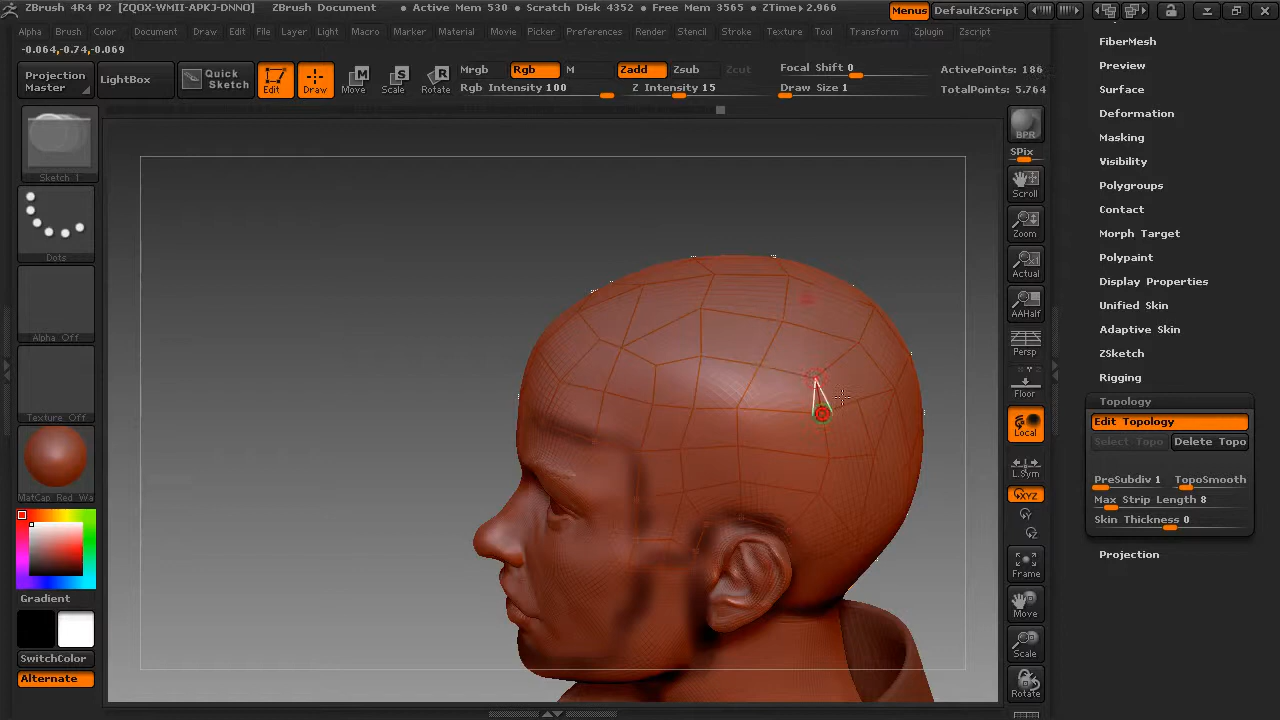 ZBrush 4R4 P2 [ZQOX-WMII-APKJ-DNNO] ZBrush Document • Active Mem 530 • Scratch Disk 4352 • Free Mem 3565 • ZTime▸2.966 Menus DefaultZScript
Alpha Brush Color Document Draw Edit File Layer Light Macro Marker Material Movie Picker Preferences Render Stencil Stroke Texture Tool Transform Zplugin Zscript
-0.064,-0.74,-0.069
Projection Master
LightBox
Quick Sketch
Edit
Draw
Move
Scale
Rotate
Mrgb Rgb M
Rgb Intensity 100
Zadd Zsub Zcut
Z Intensity 15
Focal Shift 0
Draw Size 1
ActivePoints: 186
TotalPoints: 5.764
Sketch 1
Dots
Alpha Off
Texture Off
MatCap Red Wa
Gradient
SwitchColor
Alternate
BPR
SPix
Scroll
Zoom
Actual
AAHalf
Persp
Floor
Local
L.Sym
XYZ
Frame
Move
Scale
Rotate
FiberMesh
Preview
Surface
Deformation
Masking
Visibility
Polygroups
Contact
Morph Target
Polypaint
Display Properties
Unified Skin
Adaptive Skin
ZSketch
Rigging
Topology
Edit Topology
Select Topo Delete Topo
PreSubdiv 1 TopoSmooth
Max Strip Length 8
Skin Thickness 0
Projection